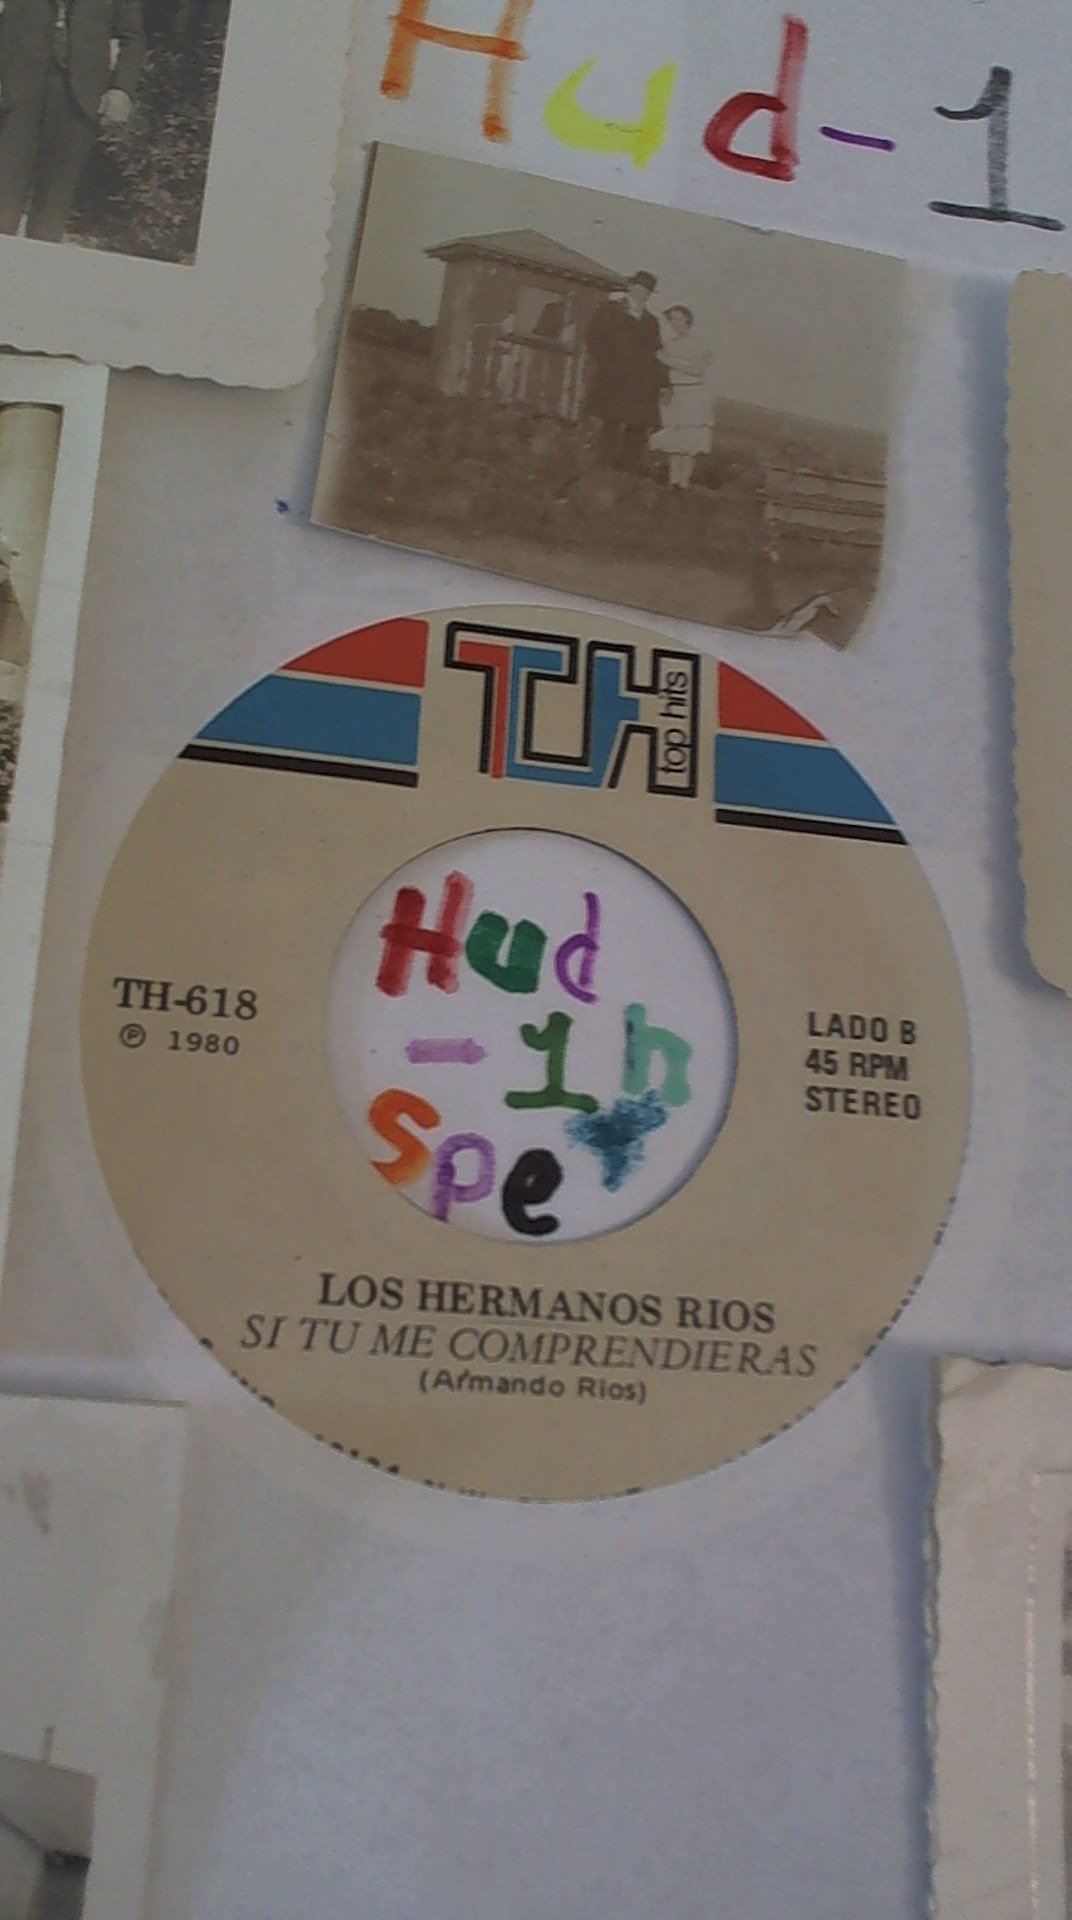 Hud-1
TH
top hits
Hud
-1h
spe
TH-618
℗ 1980
LADO B
45 RPM
STEREO
LOS HERMANOS RIOS
SI TU ME COMPRENDIERAS
(Armando Rios)